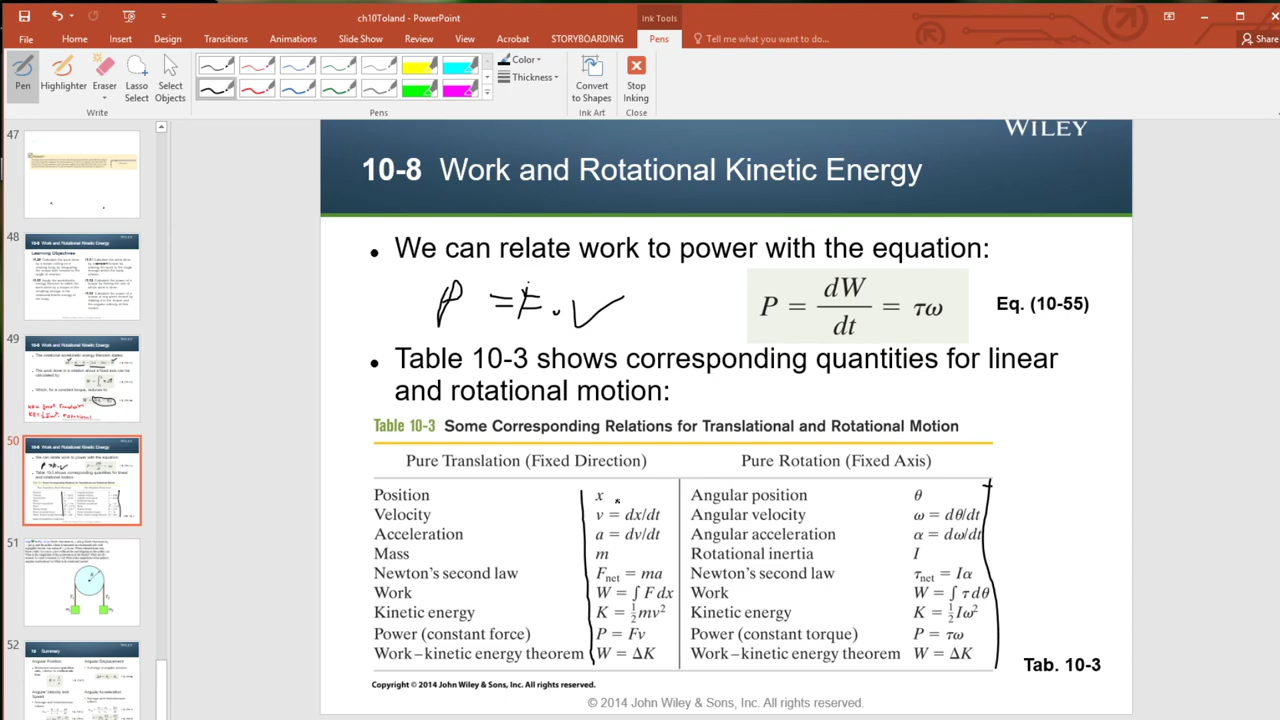 ch10Toland - PowerPoint
Ink Tools
File Home Insert Design Transitions Animations Slide Show Review View Acrobat STORYBOARDING Pens Tell me what you want to do... Share
Pen Highlighter Eraser Lasso Select Select Objects
Color
Thickness
Convert to Shapes
Stop Inking
Write Pens Ink Art Close
47
48
10-8 Work and Rotational Kinetic Energy
Learning Objectives
49
50
51
52
WILEY
10-8 Work and Rotational Kinetic Energy
• We can relate work to power with the equation:
P = F . v
P = dW/dt = τω Eq. (10-55)
• Table 10-3 shows corresponding quantities for linear
and rotational motion:
Table 10-3 Some Corresponding Relations for Translational and Rotational Motion
Pure Translation (Fixed Direction) Pure Rotation (Fixed Axis)
Position x Angular position θ
Velocity v = dx/dt Angular velocity ω = dθ/dt
Acceleration a = dv/dt Angular acceleration α = dω/dt
Mass m Rotational inertia I
Newton's second law Fnet = ma Newton's second law τnet = Iα
Work W = ∫ F dx Work W = ∫ τ dθ
Kinetic energy K = ½mv² Kinetic energy K = ½Iω²
Power (constant force) P = Fv Power (constant torque) P = τω
Work–kinetic energy theorem W = ΔK Work–kinetic energy theorem W = ΔK
Tab. 10-3
Copyright © 2014 John Wiley & Sons, Inc. All rights reserved.
© 2014 John Wiley & Sons, Inc. All rights reserved.